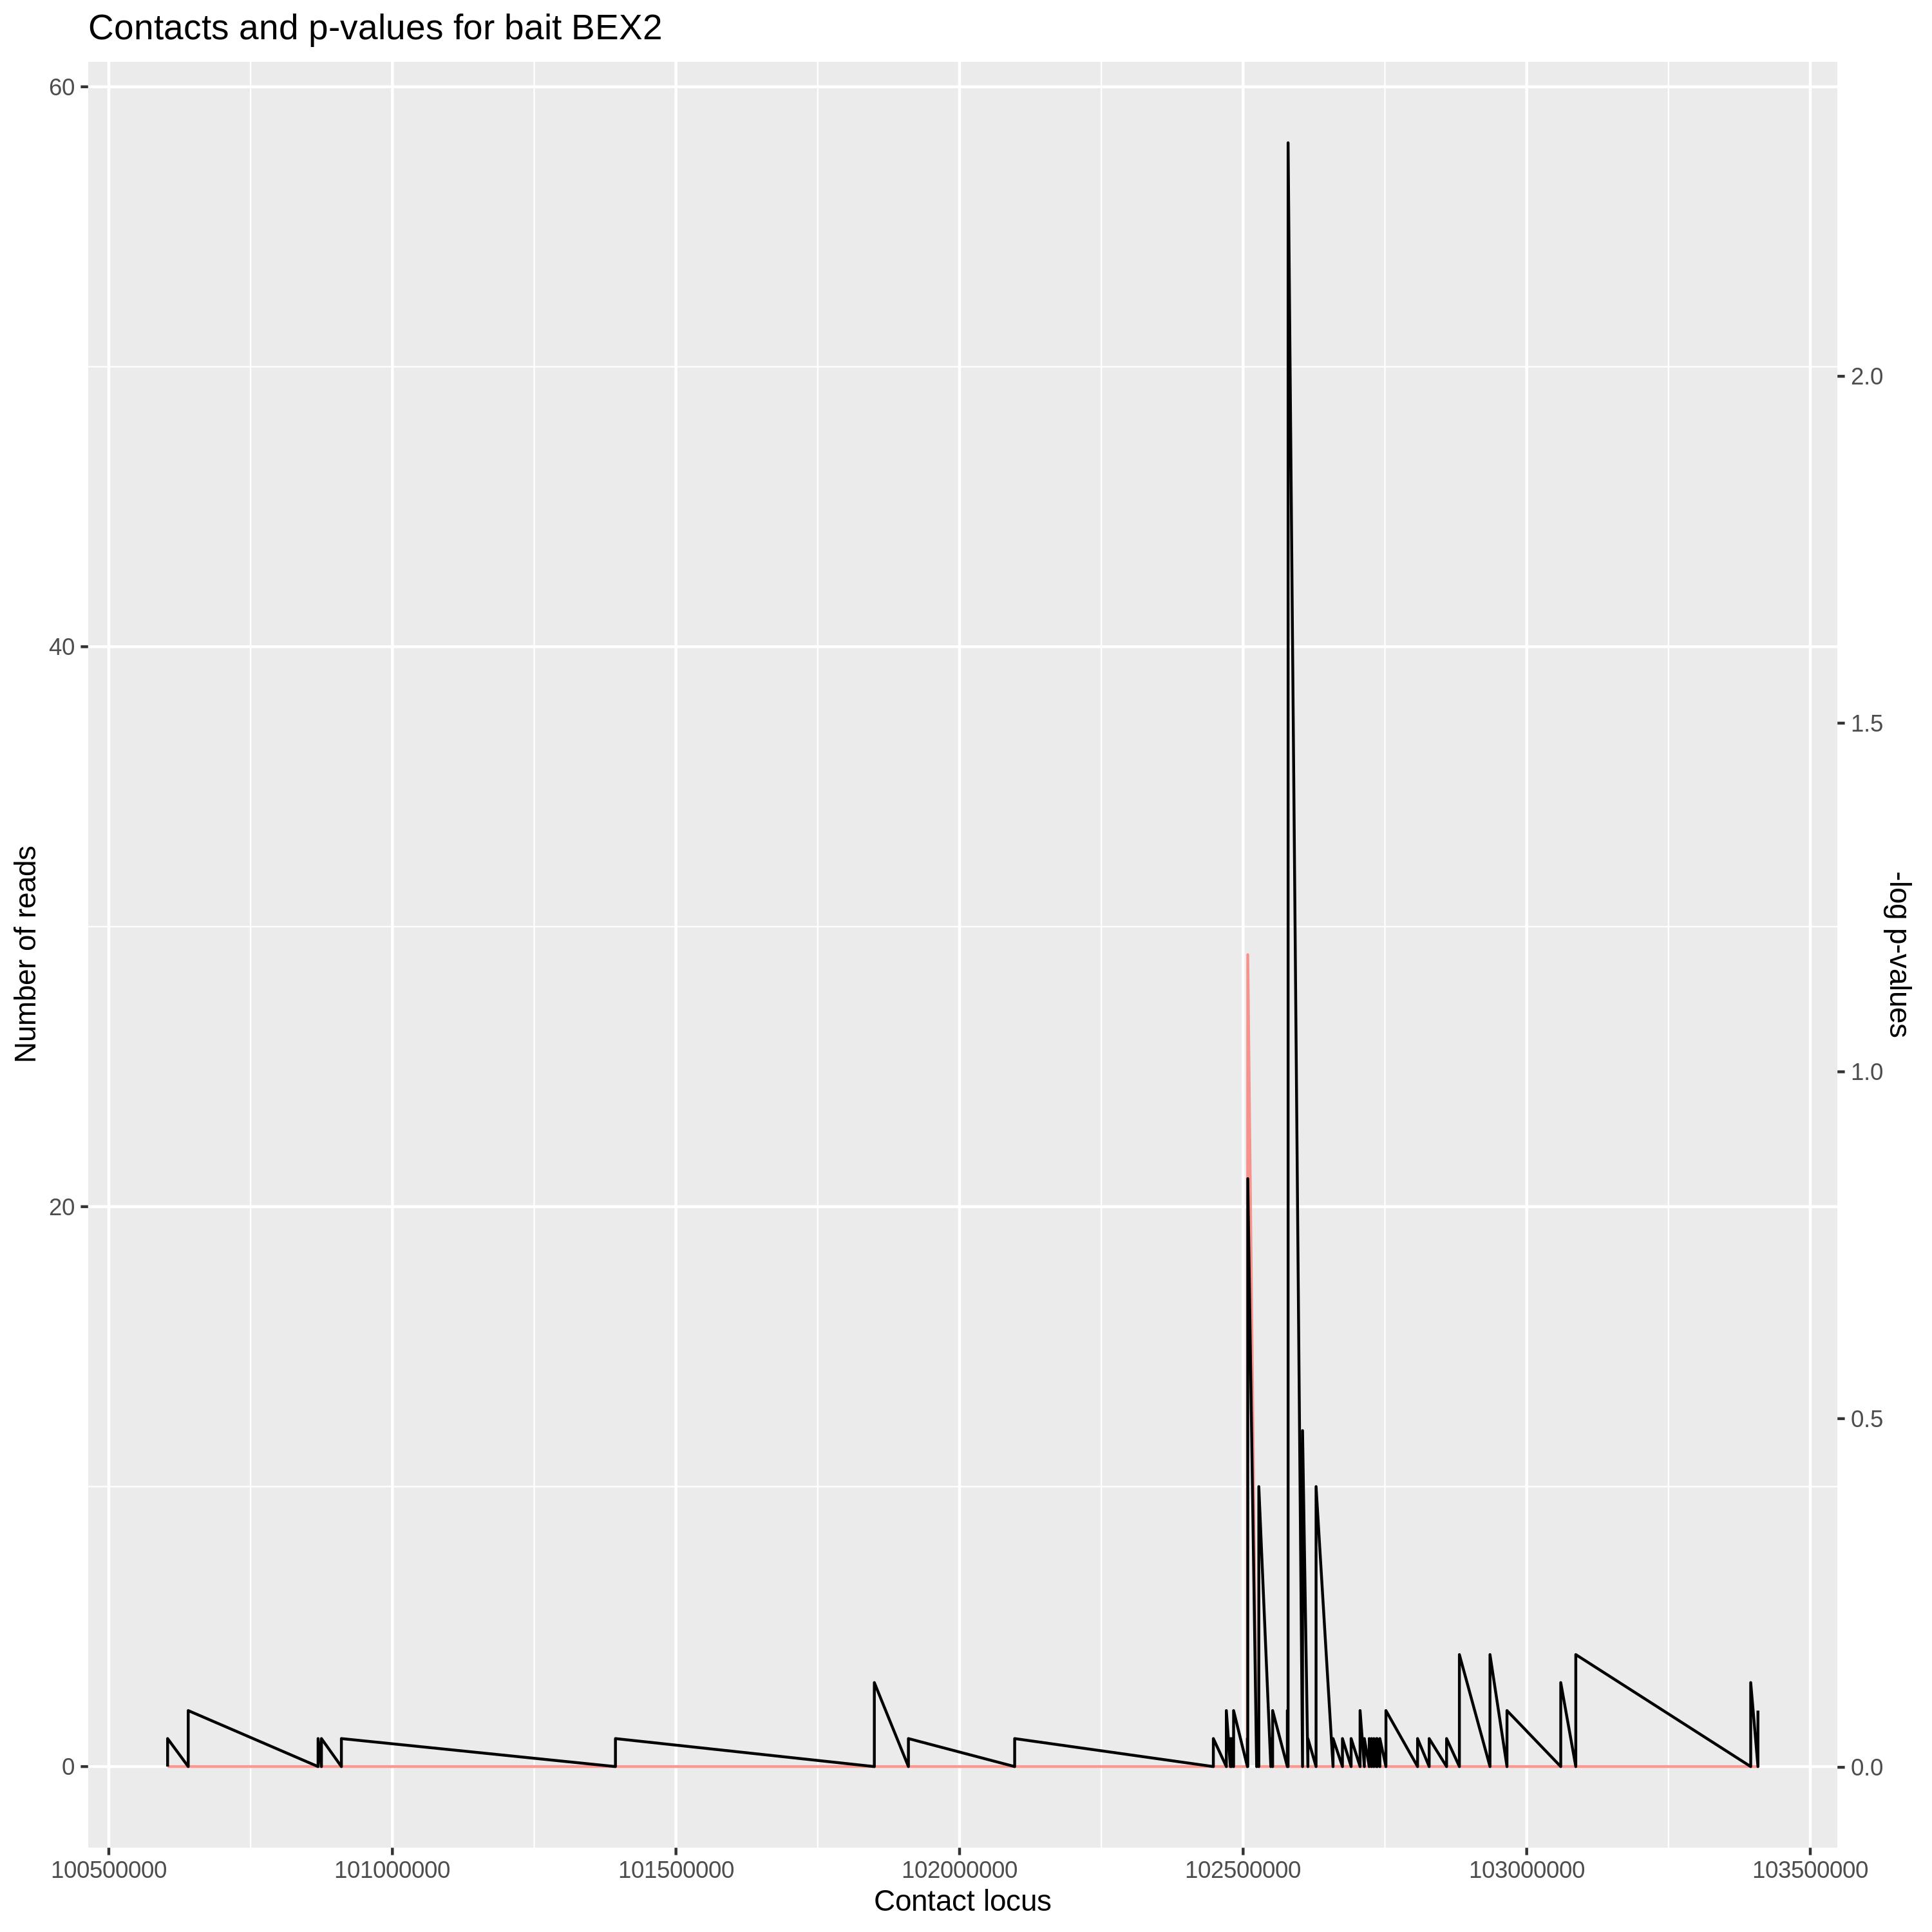 Contacts and p-values for bait BEX2
60
40
20
0
Number of reads
2.0
1.5
1.0
0.5
0.0
-log p-values
100500000 101000000 101500000 102000000 102500000 103000000 103500000
Contact locus